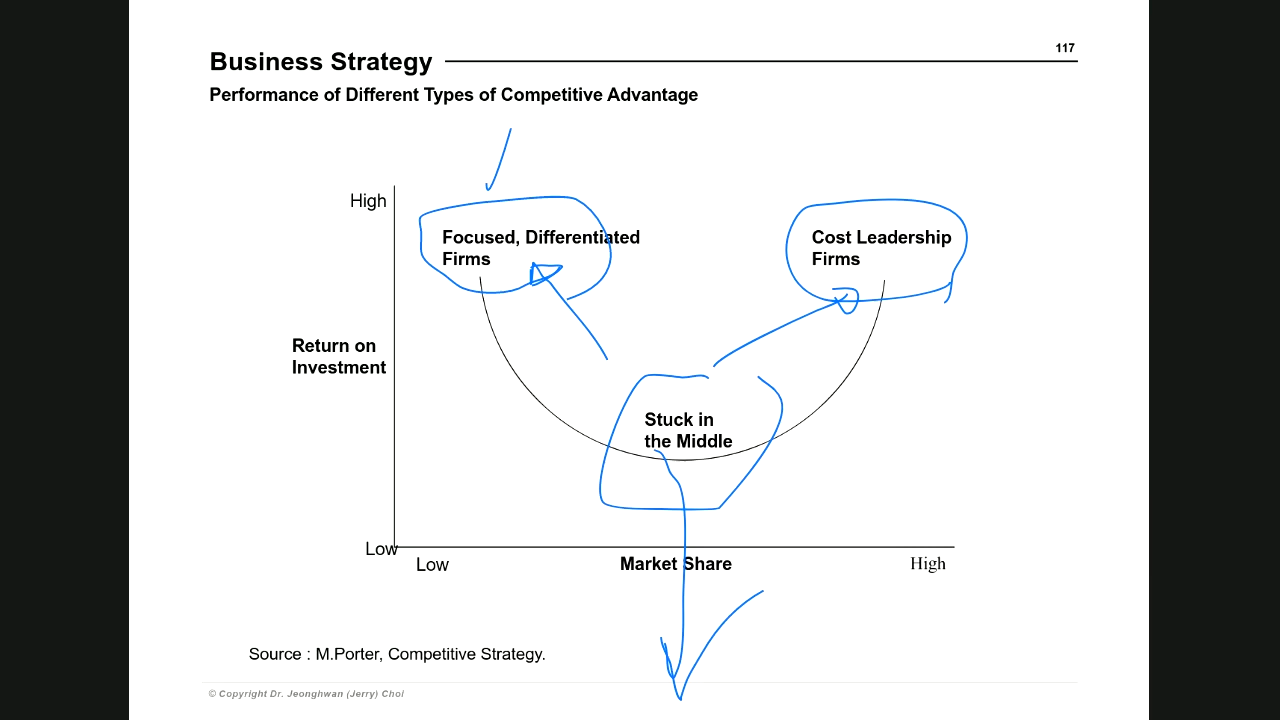 117
Business Strategy
Performance of Different Types of Competitive Advantage
High
Focused, Differentiated
Firms
Cost Leadership
Firms
Return on
Investment
Stuck in
the Middle
Low
Low
Market Share
High
Source : M.Porter, Competitive Strategy.
© Copyright Dr. Jeonghwan (Jerry) Choi